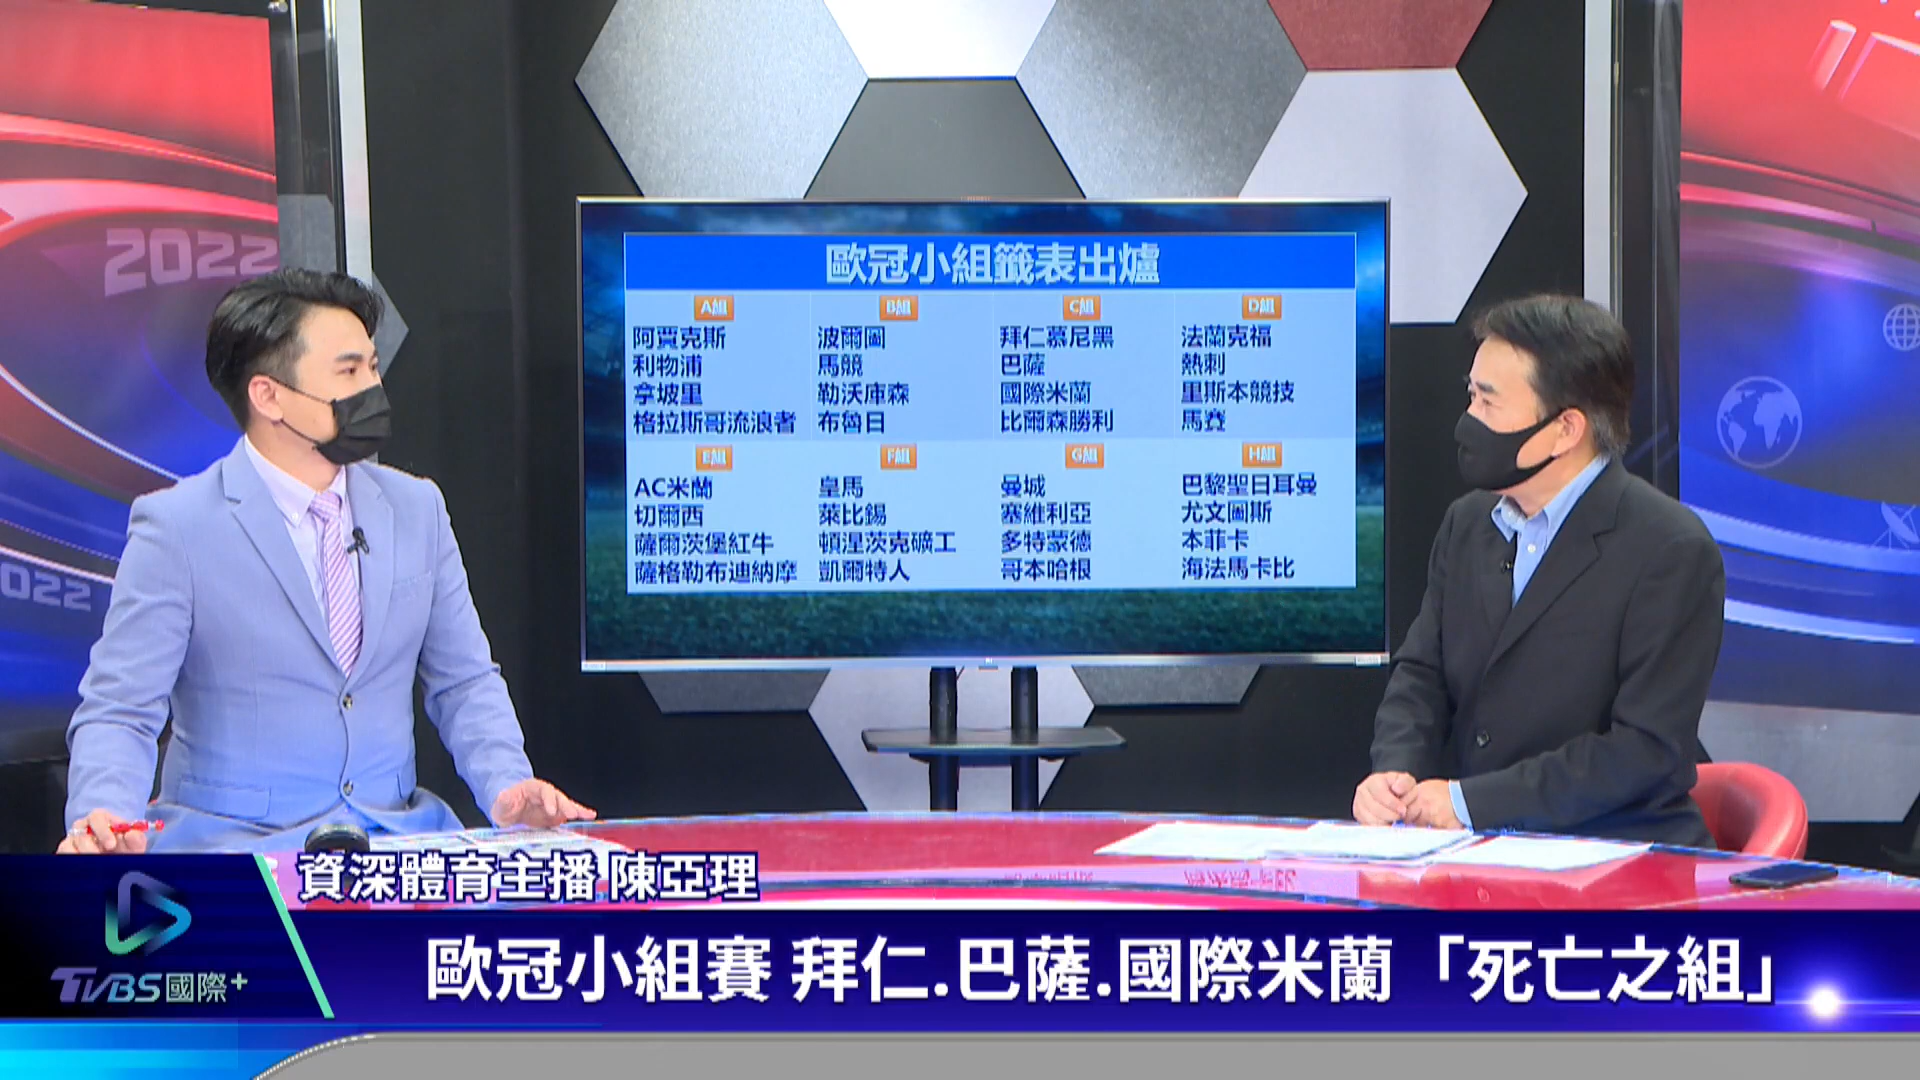 2022
2022
歐冠小組籤表出爐
A組 B組 C組 D組
阿賈克斯 波爾圖 拜仁慕尼黑 法蘭克福
利物浦 馬競 巴薩 熱刺
拿坡里 勒沃庫森 國際米蘭 里斯本競技
格拉斯哥流浪者 布魯日 比爾森勝利 馬賽
E組 F組 G組 H組
AC米蘭 皇馬 曼城 巴黎聖日耳曼
切爾西 萊比錫 塞維利亞 尤文圖斯
薩爾茨堡紅牛 頓涅茨克礦工 多特蒙德 本菲卡
薩格勒布迪納摩 凱爾特人 哥本哈根 海法馬卡比
資深體育主播 陳亞理
歐冠小組賽 拜仁.巴薩.國際米蘭「死亡之組」
TVBS國際+